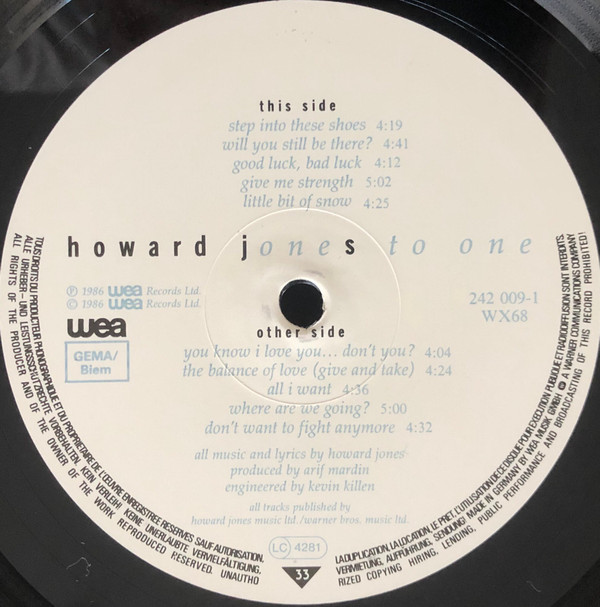 this side
step into these shoes 4:19
will you still be there? 4:41
good luck, bad luck 4:12
give me strength 5:02
little bit of snow 4:25
howard jones to one
℗ 1986 wea Records Ltd.
© 1986 wea Records Ltd.
wea
GEMA/
Biem
242 009-1
WX68
other side
you know i love you... don't you? 4:04
the balance of love (give and take) 4:24
all i want 4:36
where are we going? 5:00
don't want to fight anymore 4:32
all music and lyrics by howard jones
produced by arif mardin
engineered by kevin killen
all tracks published by
howard jones music ltd./warner bros. music ltd.
LC 4281
33
TOUS DROITS DU PRODUCTEUR PHONOGRAPHIQUE ET DU PROPRIETAIRE DE L'ŒUVRE ENREGISTREE RESERVES SAUF AUTORISATION,
LA DUPLICATION, LA LOCATION, LE PRET, L'UTILISATION DE CE DISQUE POUR EXECUTION PUBLIQUE ET RADIODIFFUSION SONT INTERDITS
ALLE URHEBER- UND LEISTUNGSSCHUTZRECHTE VORBEHALTEN. KEIN VERLEIH! KEINE UNERLAUBTE VERVIELFÄLTIGUNG,
VERMIETUNG, AUFFÜHRUNG, SENDUNG! MADE IN GERMANY BY WEA MUSIK GMBH A WARNER COMMUNICATIONS COMPANY
ALL RIGHTS OF THE PRODUCER AND OF THE OWNER OF THE WORK REPRODUCED RESERVED. UNAUTHO
RIZED COPYING HIRING, LENDING, PUBLIC PERFORMANCE AND BROADCASTING OF THIS RECORD PROHIBITED!